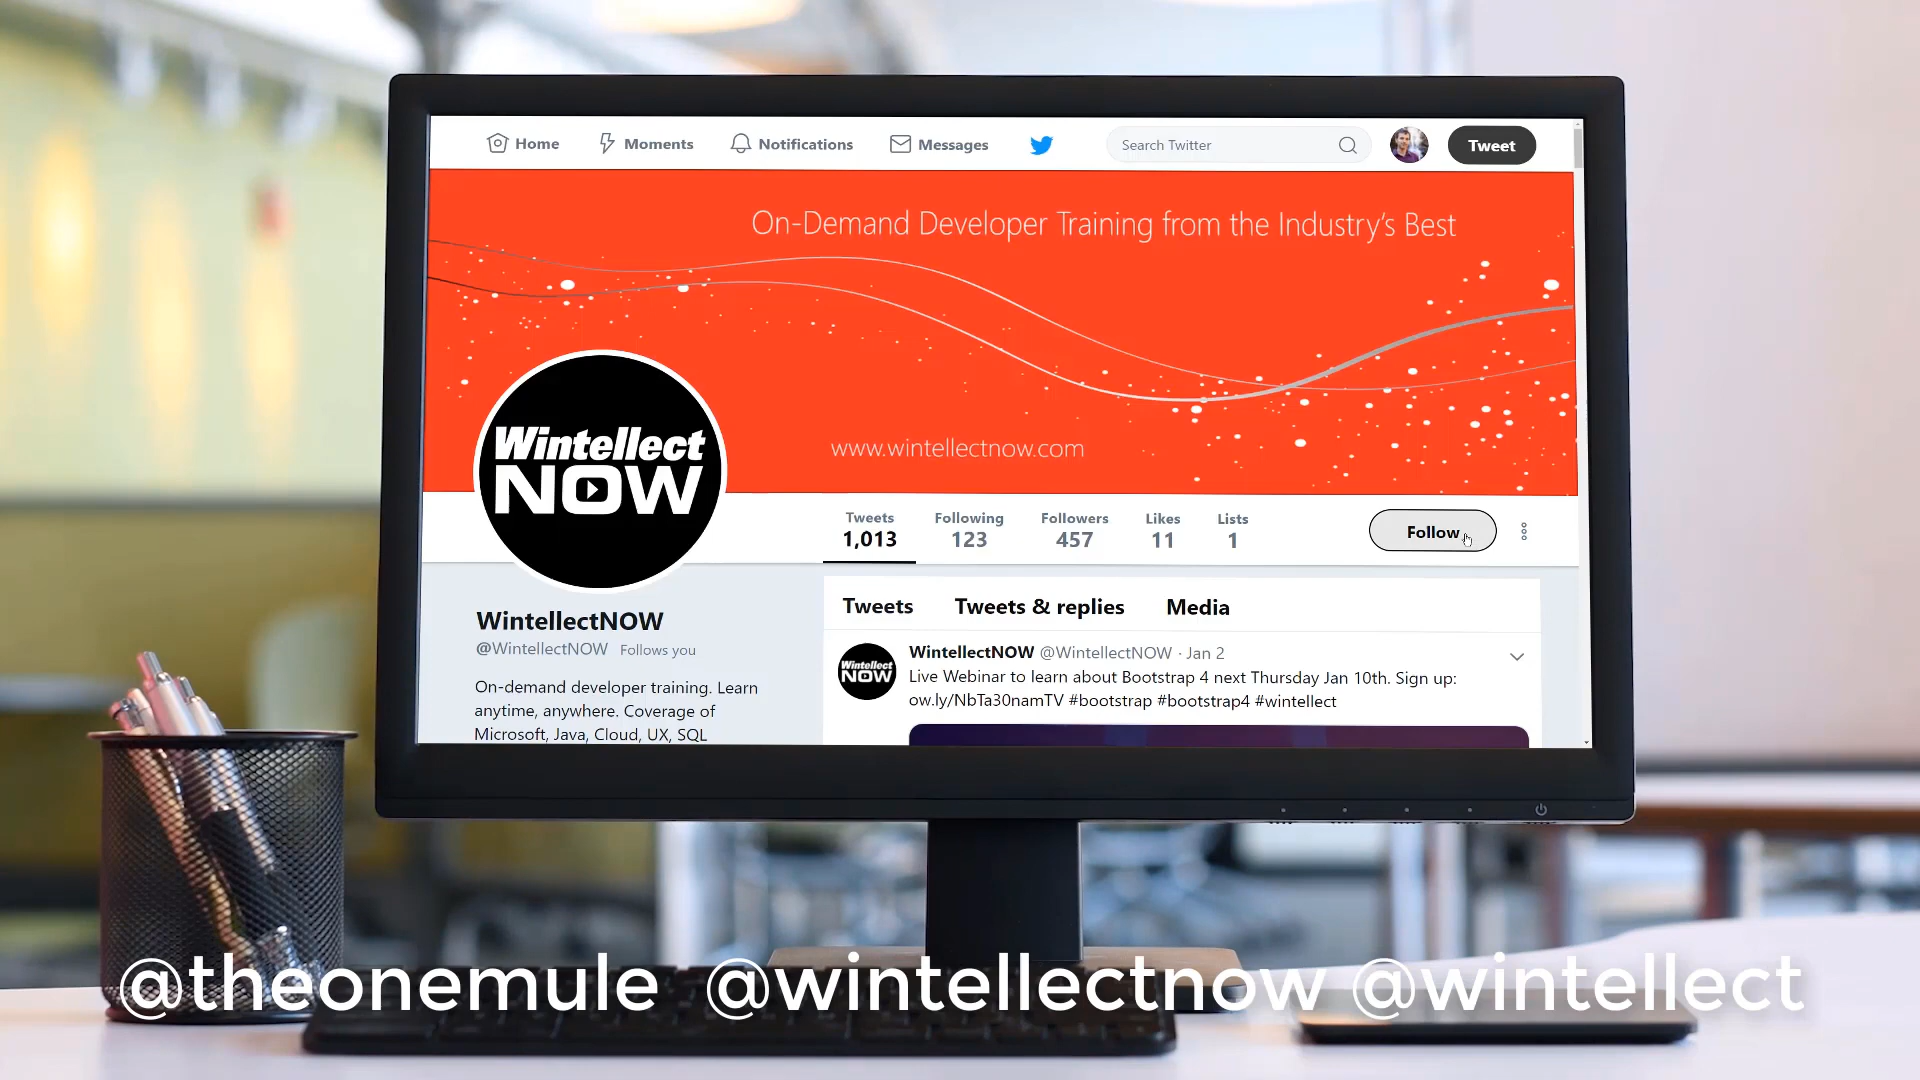 Home
Moments
Notifications
Messages
Search Twitter
Tweet
On-Demand Developer Training from the Industry's Best
www.wintellectnow.com
Wintellect
NOW
Tweets
1,013
Following
123
Followers
457
Likes
11
Lists
1
Follow
WintellectNOW
@WintellectNOW Follows you
On-demand developer training. Learn
anytime, anywhere. Coverage of
Microsoft, Java, Cloud, UX, SQL
Tweets
Tweets & replies
Media
Wintellect
NOW
WintellectNOW @WintellectNOW · Jan 2
Live Webinar to learn about Bootstrap 4 next Thursday Jan 10th. Sign up:
ow.ly/NbTa30namTV #bootstrap #bootstrap4 #wintellect
@theonemule @wintellectnow @wintellect